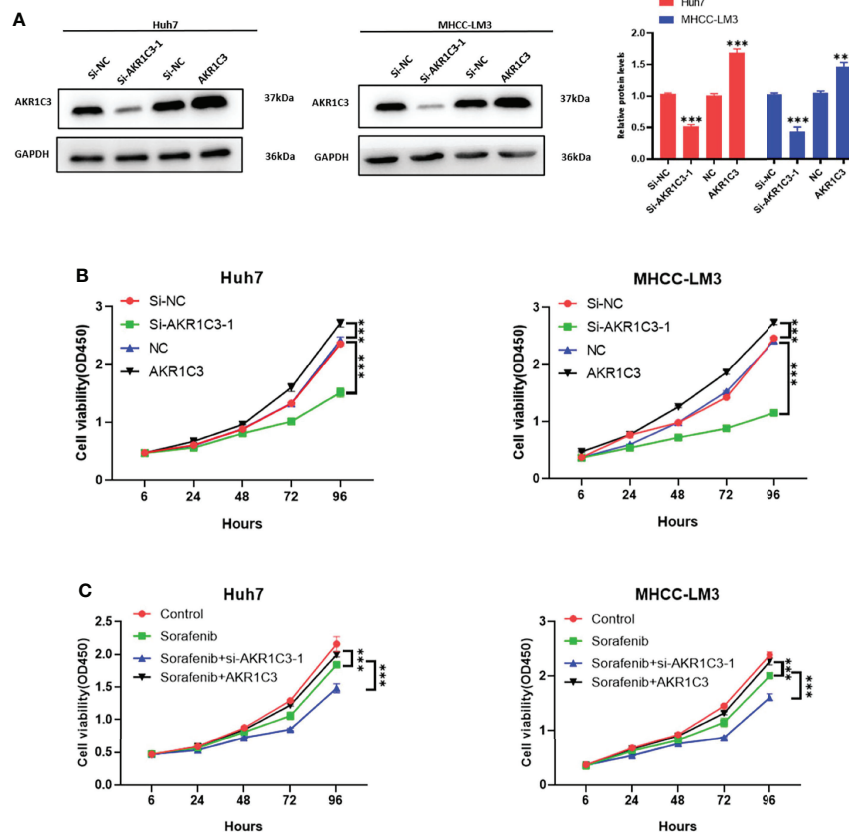 A
Huh7
Si-NC
Si-AKR1C3-1
Si-NC
AKR1C3
AKR1C3
37kDa
GAPDH
36kDa
MHCC-LM3
Si-NC
Si-AKR1C3-1
Si-NC
AKR1C3
AKR1C3
37kDa
GAPDH
36kDa
Huh7
MHCC-LM3
Relative protein levels
2.0
1.5
1.0
0.5
0.0
***
***
***
**
Si-NC
Si-AKR1C3-1
NC
AKR1C3
Si-NC
Si-AKR1C3-1
NC
AKR1C3
B
Huh7
Si-NC
Si-AKR1C3-1
NC
AKR1C3
Cell viability(OD450)
3
2
1
0
***
***
6 24 48 72 96
Hours
MHCC-LM3
Si-NC
Si-AKR1C3-1
NC
AKR1C3
Cell viability(OD450)
3
2
1
0
***
***
6 24 48 72 96
Hours
C
Huh7
Control
Sorafenib
Sorafenib+si-AKR1C3-1
Sorafenib+AKR1C3
Cell viability(OD450)
2.5
2.0
1.5
1.0
0.5
0.0
***
***
6 24 48 72 96
Hours
MHCC-LM3
Control
Sorafenib
Sorafenib+si-AKR1C3-1
Sorafenib+AKR1C3
Cell viability(OD450)
3
2
1
0
***
***
6 24 48 72 96
Hours